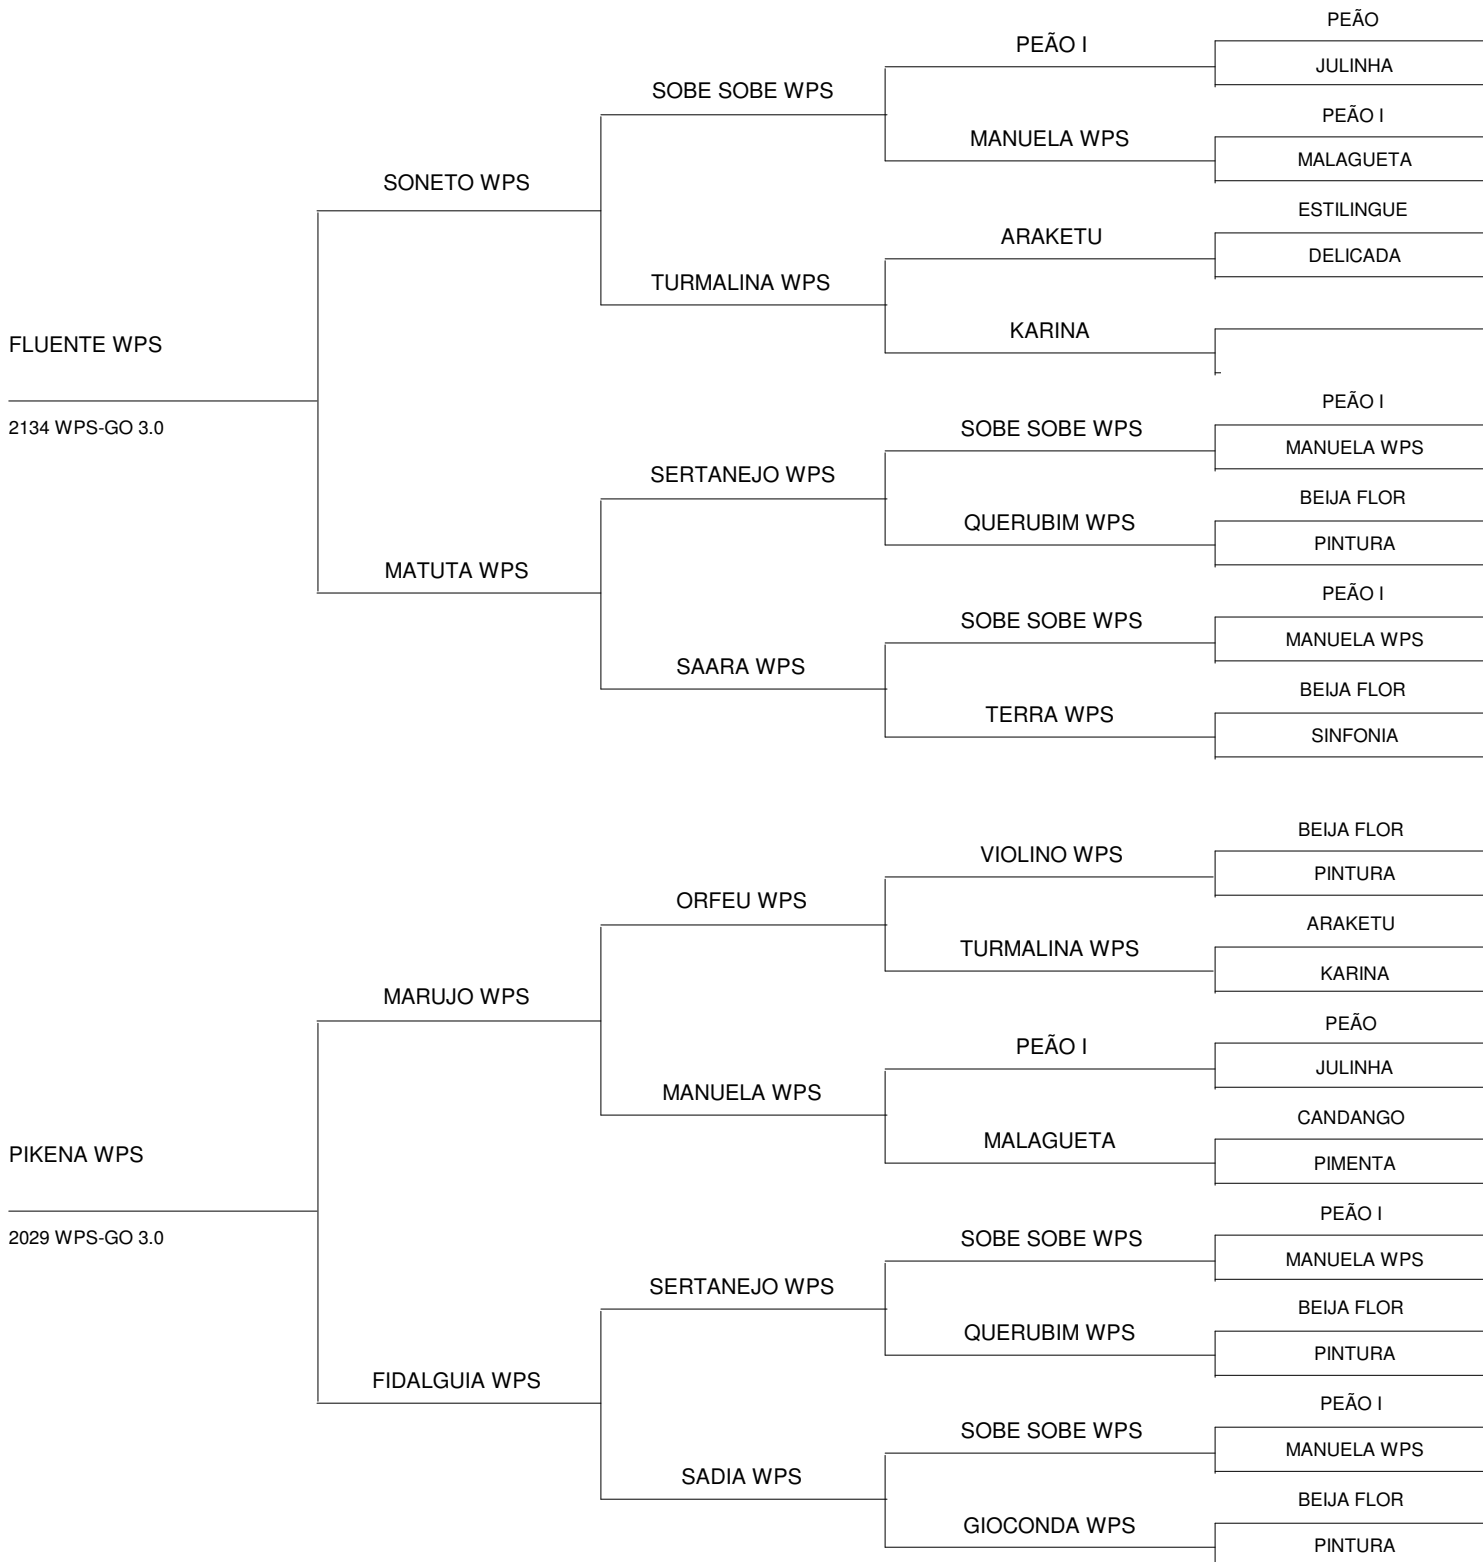 PEÃO
PEÃO I
JULINHA
SOBE SOBE WPS
PEÃO I
MANUELA WPS
MALAGUETA
SONETO WPS
ESTILINGUE
ARAKETU
DELICADA
TURMALINA WPS
KARINA
FLUENTE WPS
PEÃO I
2134 WPS-GO 3.0
SOBE SOBE WPS
MANUELA WPS
SERTANEJO WPS
BEIJA FLOR
QUERUBIM WPS
PINTURA
MATUTA WPS
PEÃO I
SOBE SOBE WPS
MANUELA WPS
SAARA WPS
BEIJA FLOR
TERRA WPS
SINFONIA
BEIJA FLOR
VIOLINO WPS
PINTURA
ORFEU WPS
ARAKETU
TURMALINA WPS
KARINA
MARUJO WPS
PEÃO
PEÃO I
JULINHA
MANUELA WPS
CANDANGO
MALAGUETA
PIMENTA
PIKENA WPS
PEÃO I
2029 WPS-GO 3.0
SOBE SOBE WPS
MANUELA WPS
SERTANEJO WPS
BEIJA FLOR
QUERUBIM WPS
PINTURA
FIDALGUIA WPS
PEÃO I
SOBE SOBE WPS
MANUELA WPS
SADIA WPS
BEIJA FLOR
GIOCONDA WPS
PINTURA